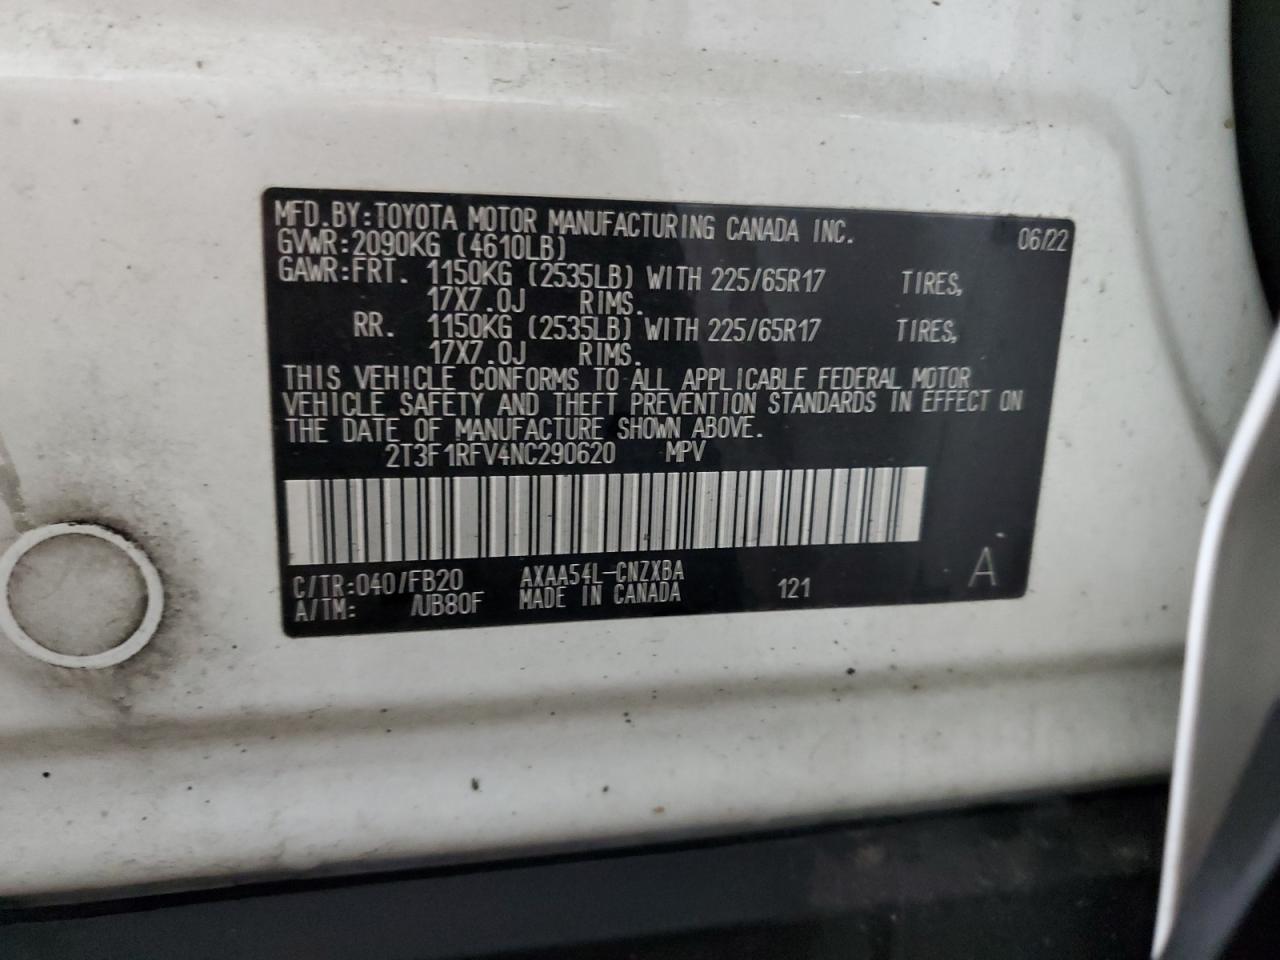 MFD.BY:TOYOTA MOTOR MANUFACTURING CANADA INC. 06/22
GVWR:2090KG (4610LB)
GAWR:FRT. 1150KG (2535LB) WITH 225/65R17 TIRES,
17X7.0J RIMS.
RR. 1150KG (2535LB) WITH 225/65R17 TIRES,
17X7.0J RIMS.
THIS VEHICLE CONFORMS TO ALL APPLICABLE FEDERAL MOTOR
VEHICLE SAFETY AND THEFT PREVENTION STANDARDS IN EFFECT ON
THE DATE OF MANUFACTURE SHOWN ABOVE.
2T3F1RFV4NC290620 MPV
C/TR:040/FB20 AXAA54L-CNZXBA 121 A
A/TM: /UB80F MADE IN CANADA